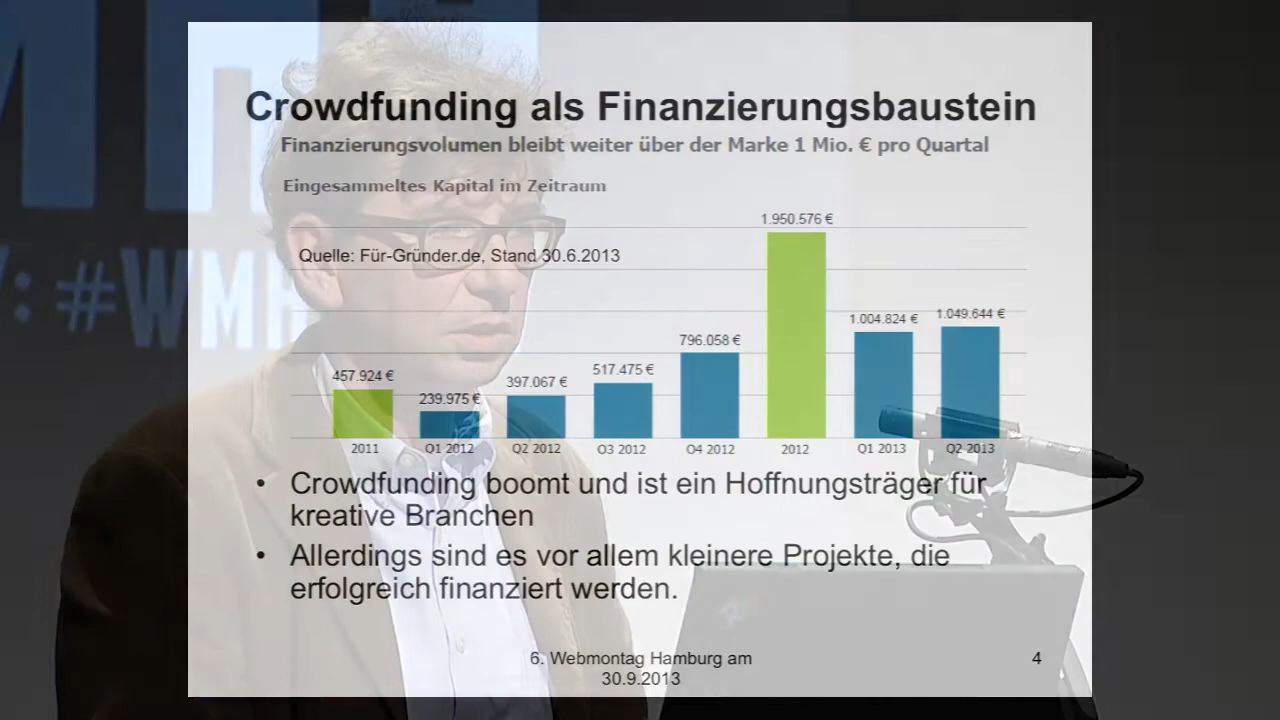 Crowdfunding als Finanzierungsbaustein
Finanzierungsvolumen bleibt weiter über der Marke 1 Mio. € pro Quartal
Eingesammeltes Kapital im Zeitraum
Quelle: Für-Gründer.de, Stand 30.6.2013
457.924 € 239.975 € 397.067 € 517.475 € 796.058 € 1.950.576 € 1.004.824 € 1.049.644 €
2011 Q1 2012 Q2 2012 Q3 2012 Q4 2012 2012 Q1 2013 Q2 2013
• Crowdfunding boomt und ist ein Hoffnungsträger für
kreative Branchen
• Allerdings sind es vor allem kleinere Projekte, die
erfolgreich finanziert werden.
6. Webmontag Hamburg am
30.9.2013
4
: #WMH